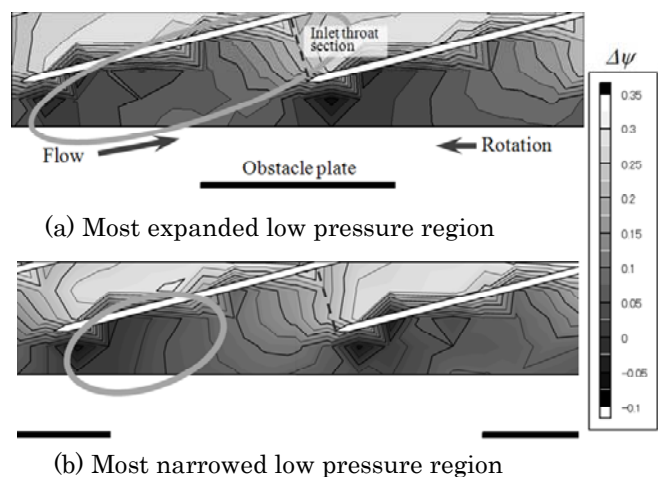 Inlet throat
section
Flow
Rotation
Obstacle plate
(a) Most expanded low pressure region
(b) Most narrowed low pressure region
Δψ
0.35
0.3
0.25
0.2
0.15
0.1
0.05
0
-0.05
-0.1